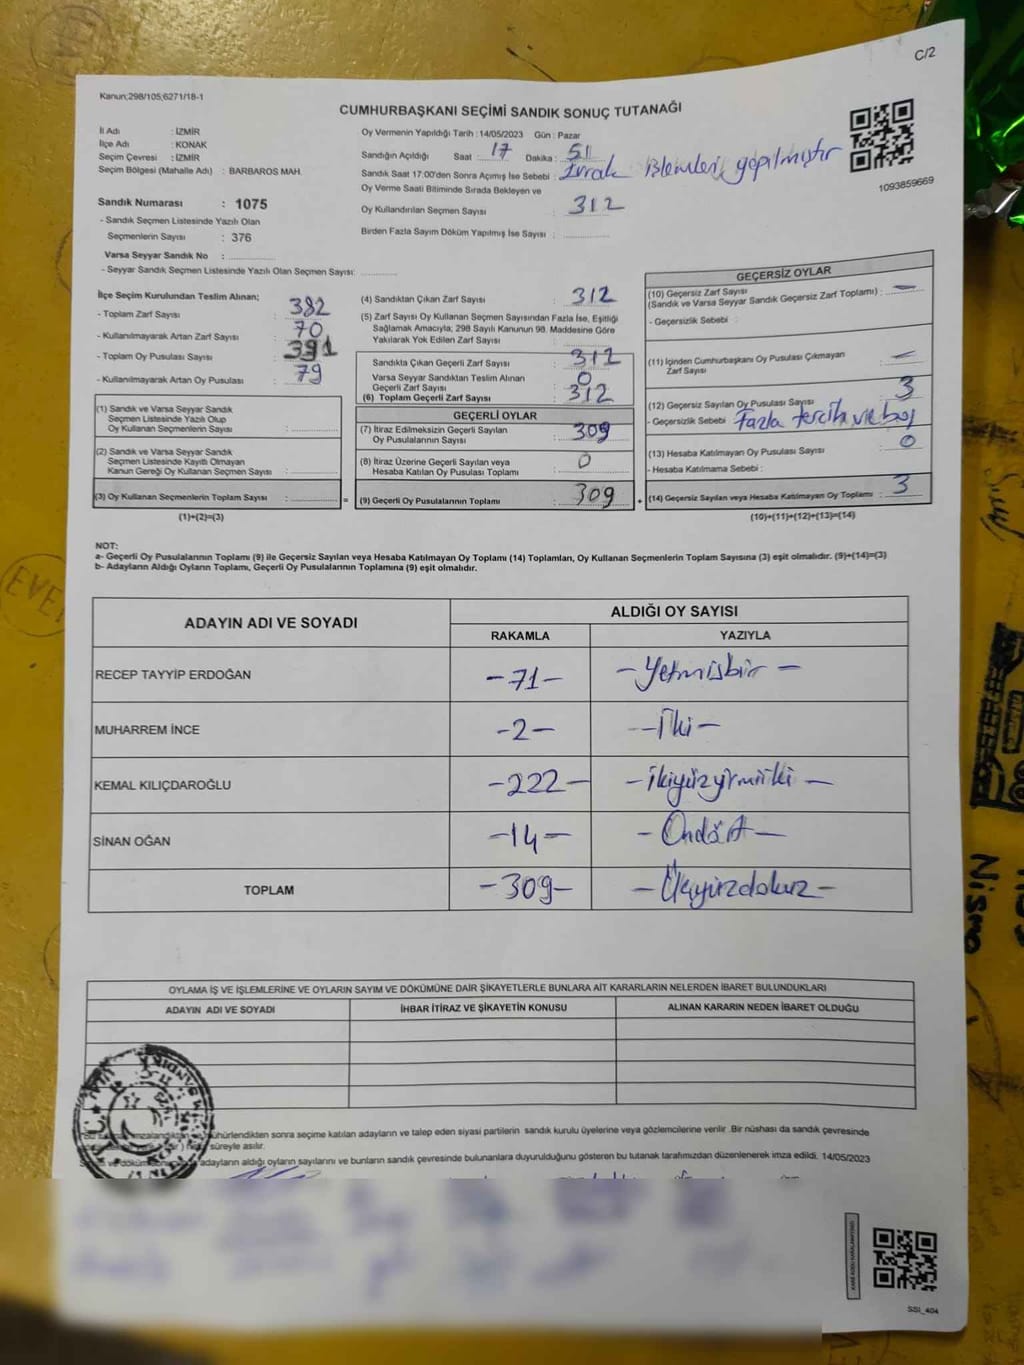 C/2
Kanun;298/105;6271/18-1
CUMHURBAŞKANI SEÇİMİ SANDIK SONUÇ TUTANAĞI
İl Adı : İZMİR
İlçe Adı : KONAK
Seçim Çevresi : İZMİR
Seçim Bölgesi (Mahalle Adı) : BARBAROS MAH.
Sandık Numarası : 1075
- Sandık Seçmen Listesinde Yazılı Olan
Seçmenlerin Sayısı : 376
Varsa Seyyar Sandık No :
- Seyyar Sandık Seçmen Listesinde Yazılı Olan Seçmen Sayısı:
Oy Vermenin Yapıldığı Tarih : 14/05/2023 Gün : Pazar
Sandığın Açıldığı Saat : 17 Dakika : 51
Sandık Saat 17.00'den Sonra Açımış İse Sebebi : Evrak işlemleri yapılmıştır
Oy Verme Saati Bitiminde Sırada Bekleyen ve
Oy Kullandırılan Seçmen Sayısı : 312
Birden Fazla Sayım Döküm Yapılmış İse Sayısı :
1093859669
İlçe Seçim Kurulundan Teslim Alınan;
- Toplam Zarf Sayısı : 382
- Kullanılmayarak Artan Zarf Sayısı : 70
- Toplam Oy Pusulası Sayısı : 391
- Kullanılmayarak Artan Oy Pusulası : 79
(1) Sandık ve Varsa Seyyar Sandık
Seçmen Listesinde Yazılı Olup
Oy Kullanan Seçmenlerin Sayısı :
(2) Sandık ve Varsa Seyyar Sandık
Seçmen Listesinde Kayıtlı Olmayan
Kanun Gereği Oy Kullanan Seçmen Sayısı :
(3) Oy Kullanan Seçmenlerin Toplam Sayısı : =
(1)+(2)=(3)
(4) Sandıktan Çıkan Zarf Sayısı : 312
(5) Zarf Sayısı Oy Kullanan Seçmen Sayısından Fazla İse, Eşitliği
Sağlamak Amacıyla; 298 Sayılı Kanunun 98. Maddesine Göre
Yakılarak Yok Edilen Zarf Sayısı :
Sandıkta Çıkan Geçerli Zarf Sayısı : 312
Varsa Seyyar Sandıktan Teslim Alınan
Geçerli Zarf Sayısı : 0
(6) Toplam Geçerli Zarf Sayısı : 312
GEÇERLİ OYLAR
(7) İtiraz Edilmeksizin Geçerli Sayılan
Oy Pusulalarının Sayısı : 309
(8) İtiraz Üzerine Geçerli Sayılan veya
Hesaba Katılan Oy Pusulası Toplamı : 0
(9) Geçerli Oy Pusulalarının Toplamı : 309 +
GEÇERSİZ OYLAR
(10) Geçersiz Zarf Sayısı
(Sandık ve Varsa Seyyar Sandık Geçersiz Zarf Toplamı) : —
- Geçersizlik Sebebi :
(11) İçinden Cumhurbaşkanı Oy Pusulası Çıkmayan
Zarf Sayısı : —
(12) Geçersiz Sayılan Oy Pusulası Sayısı : 3
- Geçersizlik Sebebi : Fazla tercih ve boş
(13) Hesaba Katılmayan Oy Pusulası Sayısı : 0
- Hesaba Katılmama Sebebi :
(14) Geçersiz Sayılan veya Hesaba Katılmayan Oy Toplamı : 3
(10)+(11)+(12)+(13)=(14)
NOT:
a- Geçerli Oy Pusulalarının Toplamı (9) ile Geçersiz Sayılan veya Hesaba Katılmayan Oy Toplamı (14) Toplamları, Oy Kullanan Seçmenlerin Toplam Sayısına (3) eşit olmalıdır. (9)+(14)=(3)
b- Adayların Aldığı Oyların Toplamı, Geçerli Oy Pusulalarının Toplamına (9) eşit olmalıdır.
ADAYIN ADI VE SOYADI ALDIĞI OY SAYISI
RAKAMLA YAZIYLA
RECEP TAYYİP ERDOĞAN -71- -Yetmişbir-
MUHARREM İNCE -2- -İki-
KEMAL KILIÇDAROĞLU -222- -ikiyüzyirmiiki-
SİNAN OĞAN -14- -Ondört-
TOPLAM -309- -Üçyüzdokuz-
OYLAMA İŞ VE İŞLEMLERİNE VE OYLARIN SAYIM VE DÖKÜMÜNE DAİR ŞİKAYETLERLE BUNLARA AİT KARARLARIN NELERDEN İBARET BULUNDUKLARI
ADAYIN ADI VE SOYADI İHBAR İTİRAZ VE ŞİKAYETİN KONUSU ALINAN KARARIN NEDEN İBARET OLDUĞU
sonra seçime katılan adayların ve talep eden siyasi partilerin sandık kurulu üyelerine veya gözlemcilerine verilir .Bir nüshası da sandık çevresinde
süreyle asılır.
adayların aldığı oyların sayılarını ve bunların sandık çevresinde bulunanlara duyurulduğunu gösteren bu tutanak tarafımızdan düzenlenerek imza edildi. 14/05/2023
SSİ_404
Nismo